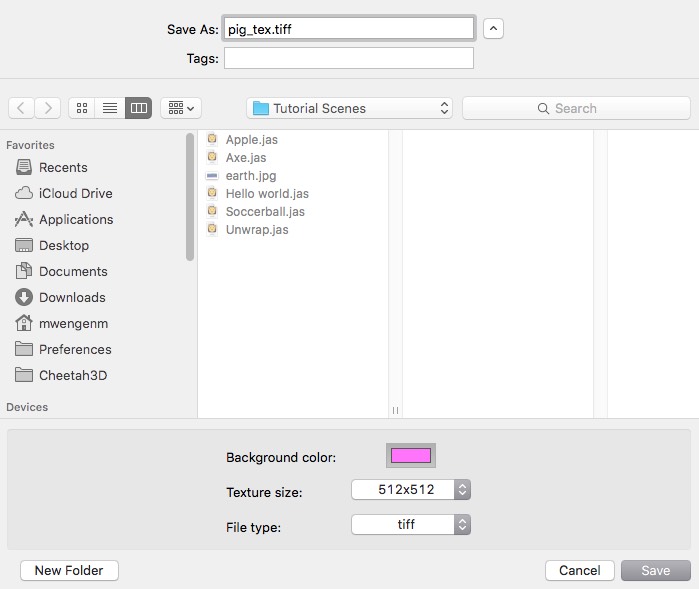 Save As: pig_tex.tiff
Tags:
Tutorial Scenes
Search
Favorites
Recents
iCloud Drive
Applications
Desktop
Documents
Downloads
mwengenm
Preferences
Cheetah3D
Devices
Apple.jas
Axe.jas
earth.jpg
Hello world.jas
Soccerball.jas
Unwrap.jas
Background color:
Texture size: 512x512
File type: tiff
New Folder
Cancel
Save